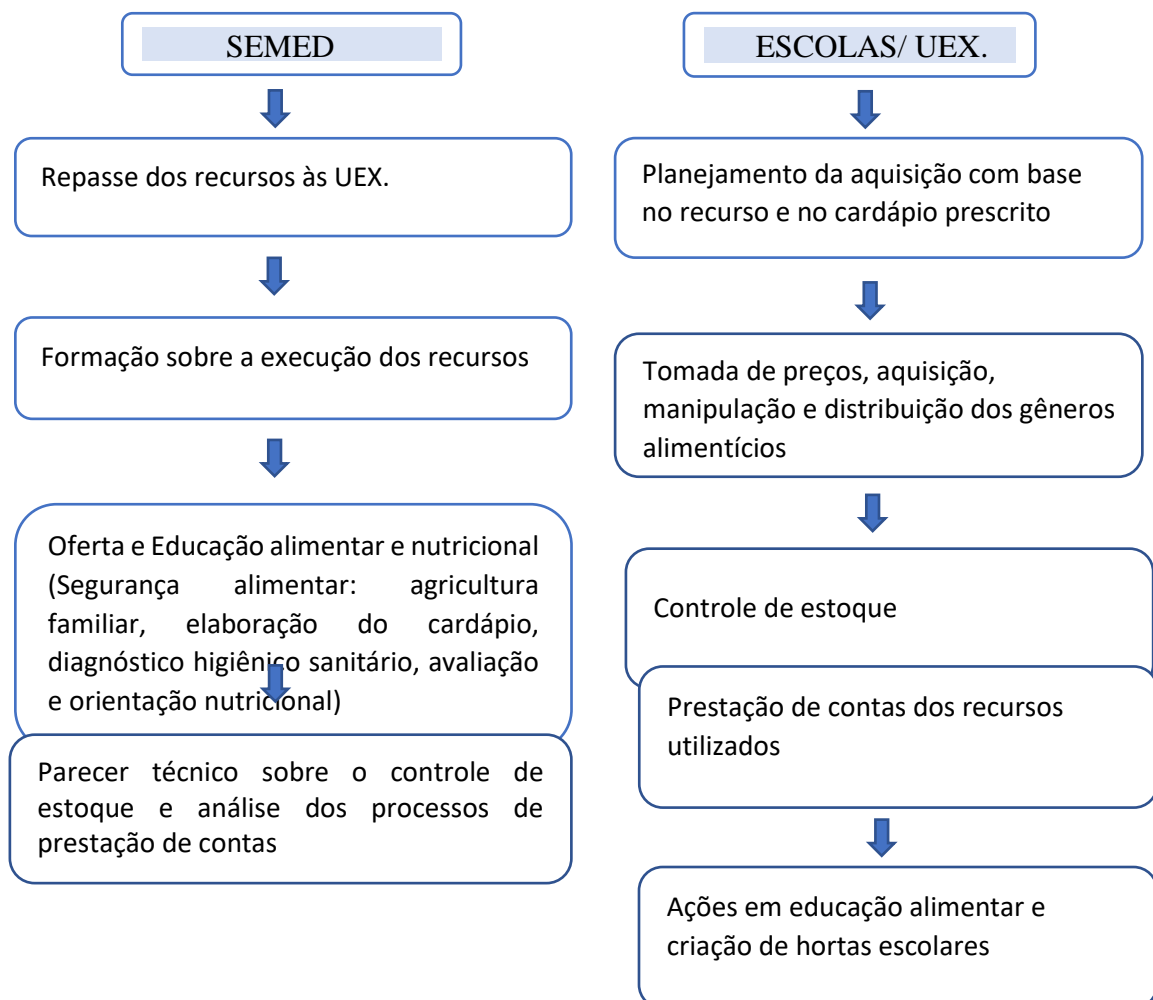 SEMED
Repasse dos recursos às UEX.
Formação sobre a execução dos recursos
Oferta e Educação alimentar e nutricional
(Segurança alimentar: agricultura
familiar, elaboração do cardápio,
diagnóstico higiênico sanitário, avaliação
e orientação nutricional)
Parecer técnico sobre o controle de
estoque e análise dos processos de
prestação de contas
ESCOLAS/ UEX.
Planejamento da aquisição com base
no recurso e no cardápio prescrito
Tomada de preços, aquisição,
manipulação e distribuição dos gêneros
alimentícios
Controle de estoque
Prestação de contas dos recursos
utilizados
Ações em educação alimentar e
criação de hortas escolares